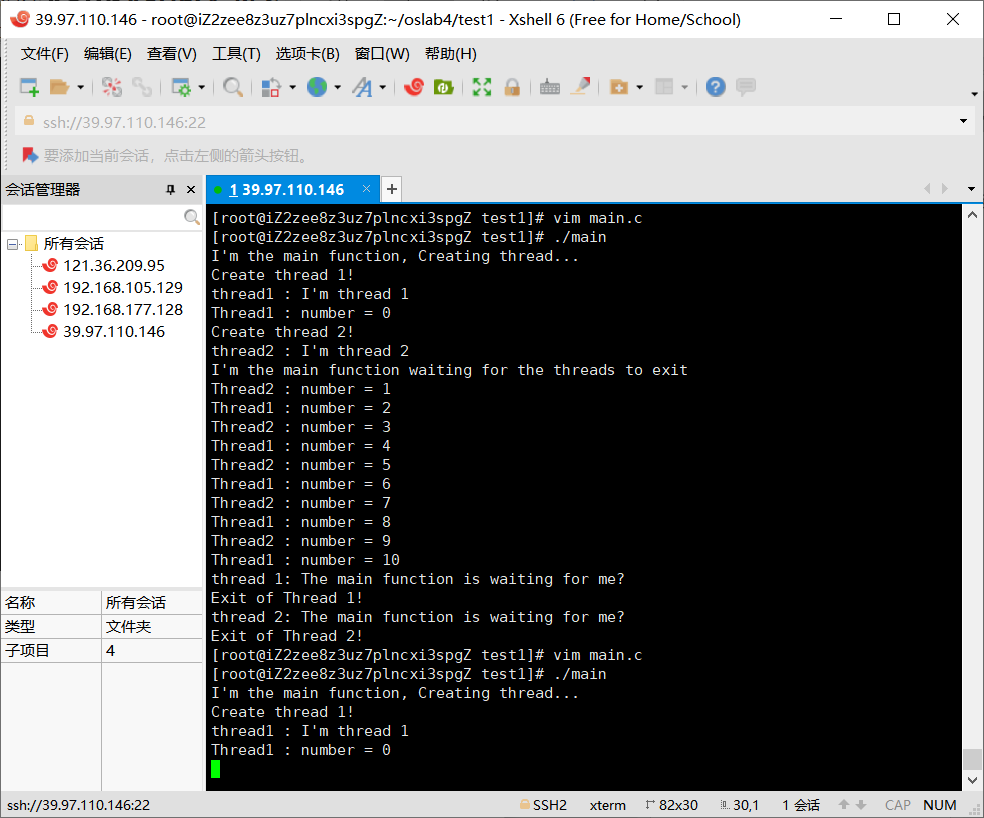 39.97.110.146 - root@iZ2zee8z3uz7plncxi3spgZ:~/oslab4/test1 - Xshell 6 (Free for Home/School)
文件(F) 编辑(E) 查看(V) 工具(T) 选项卡(B) 窗口(W) 帮助(H)
ssh://39.97.110.146:22
要添加当前会话，点击左侧的箭头按钮。
会话管理器
所有会话
121.36.209.95
192.168.105.129
192.168.177.128
39.97.110.146
名称 所有会话
类型 文件夹
子项目 4
1 39.97.110.146
[root@iZ2zee8z3uz7plncxi3spgZ test1]# vim main.c
[root@iZ2zee8z3uz7plncxi3spgZ test1]# ./main
I'm the main function, Creating thread...
Create thread 1!
thread1 : I'm thread 1
Thread1 : number = 0
Create thread 2!
thread2 : I'm thread 2
I'm the main function waiting for the threads to exit
Thread2 : number = 1
Thread1 : number = 2
Thread2 : number = 3
Thread1 : number = 4
Thread2 : number = 5
Thread1 : number = 6
Thread2 : number = 7
Thread1 : number = 8
Thread2 : number = 9
Thread1 : number = 10
thread 1: The main function is waiting for me?
Exit of Thread 1!
thread 2: The main function is waiting for me?
Exit of Thread 2!
[root@iZ2zee8z3uz7plncxi3spgZ test1]# vim main.c
[root@iZ2zee8z3uz7plncxi3spgZ test1]# ./main
I'm the main function, Creating thread...
Create thread 1!
thread1 : I'm thread 1
Thread1 : number = 0
ssh://39.97.110.146:22 SSH2 xterm 82x30 30,1 1 会话 CAP NUM